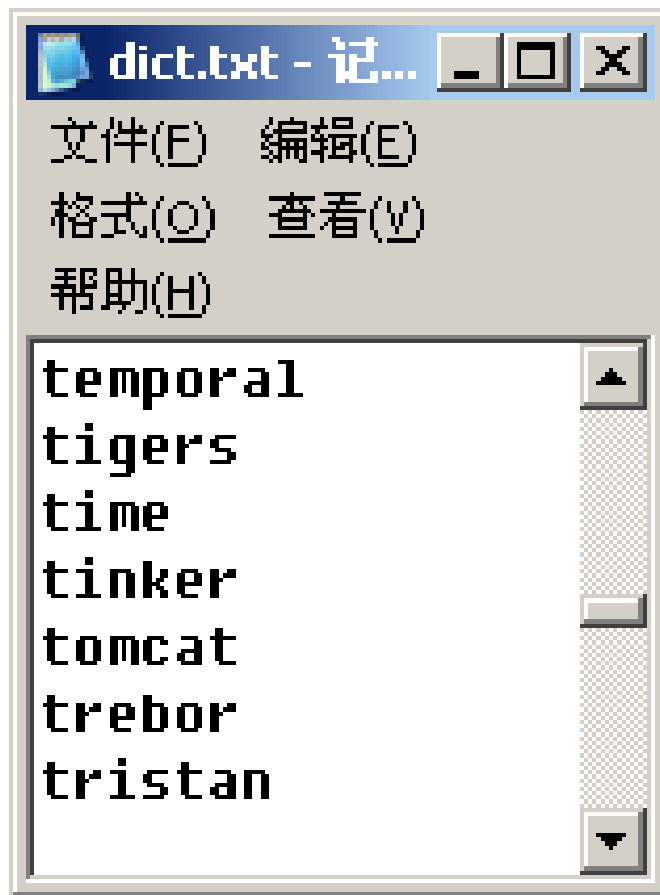 dict.txt - 记...
文件(F) 编辑(E)
格式(O) 查看(V)
帮助(H)
temporal
tigers
time
tinker
tomcat
trebor
tristan